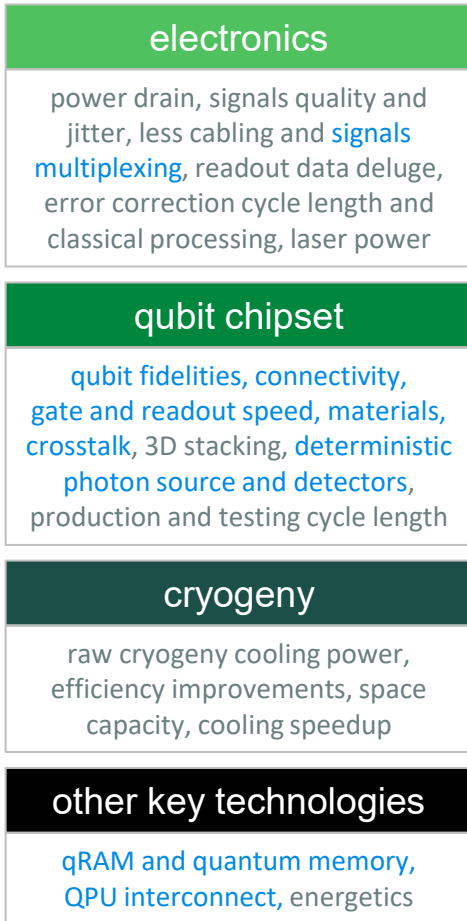 electronics
power drain, signals quality and
jitter, less cabling and signals
multiplexing, readout data deluge,
error correction cycle length and
classical processing, laser power
qubit chipset
qubit fidelities, connectivity,
gate and readout speed, materials,
crosstalk, 3D stacking, deterministic
photon source and detectors,
production and testing cycle length
cryogeny
raw cryogeny cooling power,
efficiency improvements, space
capacity, cooling speedup
other key technologies
qRAM and quantum memory,
QPU interconnect, energetics